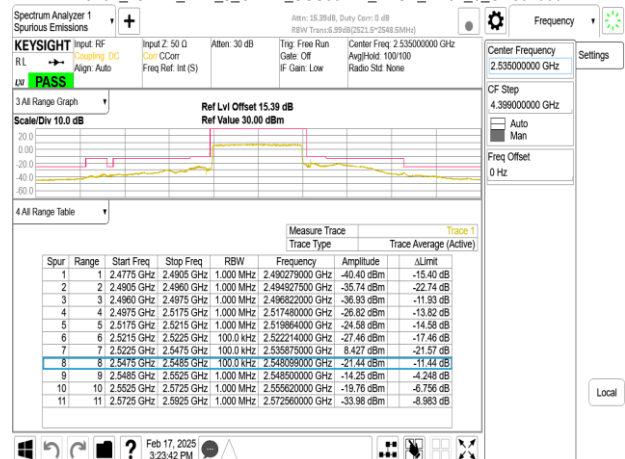 Spectrum Analyzer 1
Spurious Emissions
Attn: 15.39dB, Duty Corr: 0 dB
RBW Trans:6.99dB(2521.5*2548.5MHz)
Frequency
KEYSIGHT
Input: RF
Input Z: 50 Ω
Atten: 30 dB
Trig: Free Run
Center Freq: 2.535000000 GHz
RL
Coupling: DC
Corr CCorr
Gate: Off
Avg|Hold: 100/100
Align: Auto
Freq Ref: Int (S)
IF Gain: Low
Radio Std: None
LXI
PASS
Center Frequency
2.535000000 GHz
Settings
CF Step
4.399000000 GHz
Auto
Man
Freq Offset
0 Hz
3 All Range Graph
Ref Lvl Offset 15.39 dB
Scale/Div 10.0 dB
Ref Value 30.00 dBm
20.0
0.00
-20.0
-40.0
-60.0
4 All Range Table
Measure Trace Trace 1
Trace Type Trace Average (Active)
Spur Range Start Freq Stop Freq RBW Frequency Amplitude ΔLimit
1 1 2.4775 GHz 2.4905 GHz 1.000 MHz 2.490279000 GHz -40.40 dBm -15.40 dB
2 2 2.4905 GHz 2.4960 GHz 1.000 MHz 2.494927500 GHz -35.74 dBm -22.74 dB
3 3 2.4960 GHz 2.4975 GHz 1.000 MHz 2.496822000 GHz -36.93 dBm -11.93 dB
4 4 2.4975 GHz 2.5175 GHz 1.000 MHz 2.517480000 GHz -26.82 dBm -13.82 dB
5 5 2.5175 GHz 2.5215 GHz 1.000 MHz 2.519864000 GHz -24.58 dBm -14.58 dB
6 6 2.5215 GHz 2.5225 GHz 100.0 kHz 2.522214000 GHz -27.46 dBm -17.46 dB
7 7 2.5225 GHz 2.5475 GHz 100.0 kHz 2.535875000 GHz 8.427 dBm -21.57 dB
8 8 2.5475 GHz 2.5485 GHz 100.0 kHz 2.548099000 GHz -21.44 dBm -11.44 dB
9 9 2.5485 GHz 2.5525 GHz 1.000 MHz 2.548500000 GHz -14.25 dBm -4.248 dB
10 10 2.5525 GHz 2.5725 GHz 1.000 MHz 2.555620000 GHz -19.76 dBm -6.756 dB
11 11 2.5725 GHz 2.5925 GHz 1.000 MHz 2.572560000 GHz -33.98 dBm -8.983 dB
Local
Feb 17, 2025
3:23:42 PM